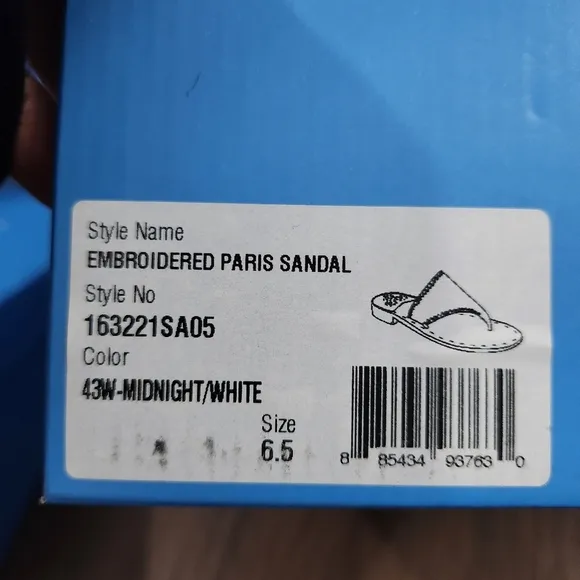 Style Name
EMBROIDERED PARIS SANDAL
Style No
163221SA05
Color
43W-MIDNIGHT/WHITE
Size
6.5
8 85434 93763 0